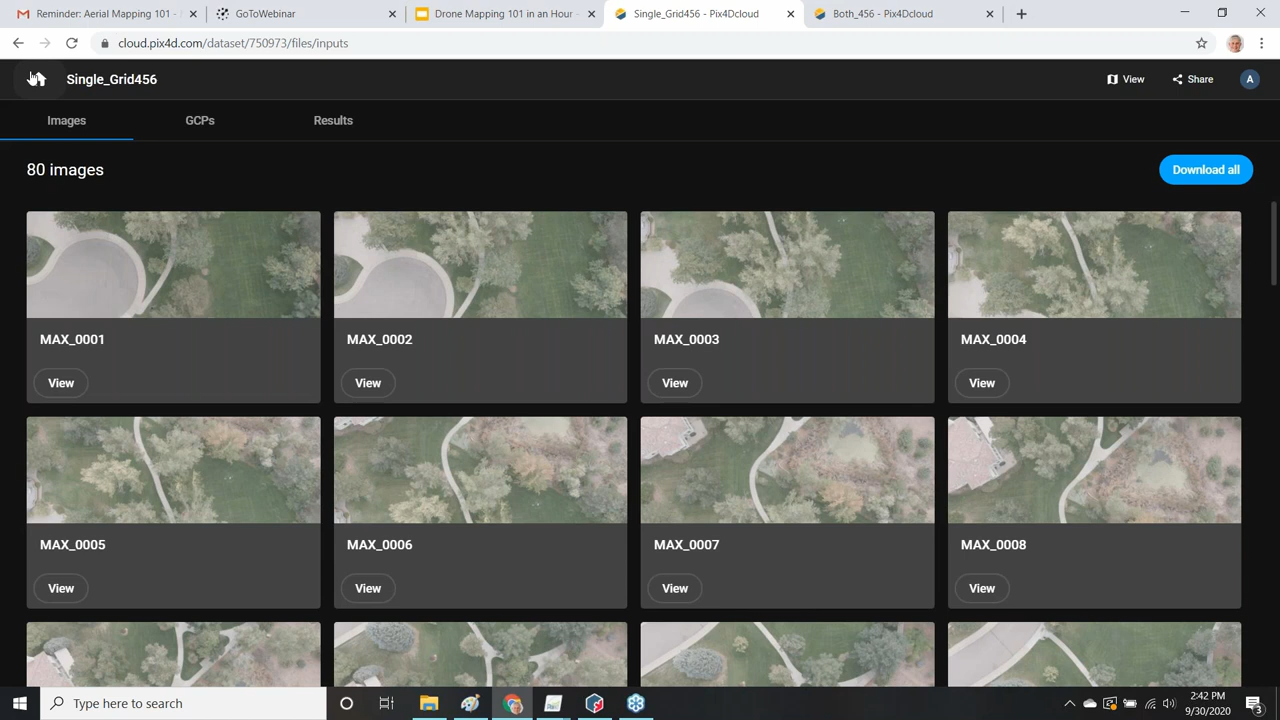 Reminder: Aerial Mapping 101 -
GoToWebinar
Drone Mapping 101 in an Hour -
Single_Grid456 - Pix4Dcloud
Both_456 - Pix4Dcloud
cloud.pix4d.com/dataset/750973/files/inputs
Single_Grid456
View
Share
A
Images
GCPs
Results
80 images
Download all
MAX_0001
MAX_0002
MAX_0003
MAX_0004
View
View
View
View
MAX_0005
MAX_0006
MAX_0007
MAX_0008
View
View
View
View
Type here to search
2:42 PM
9/30/2020
3